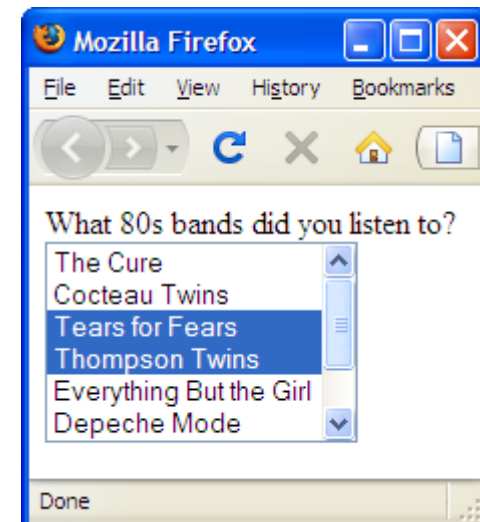 Mozilla Firefox
File Edit View History Bookmarks
What 80s bands did you listen to?
The Cure
Cocteau Twins
Tears for Fears
Thompson Twins
Everything But the Girl
Depeche Mode
Done